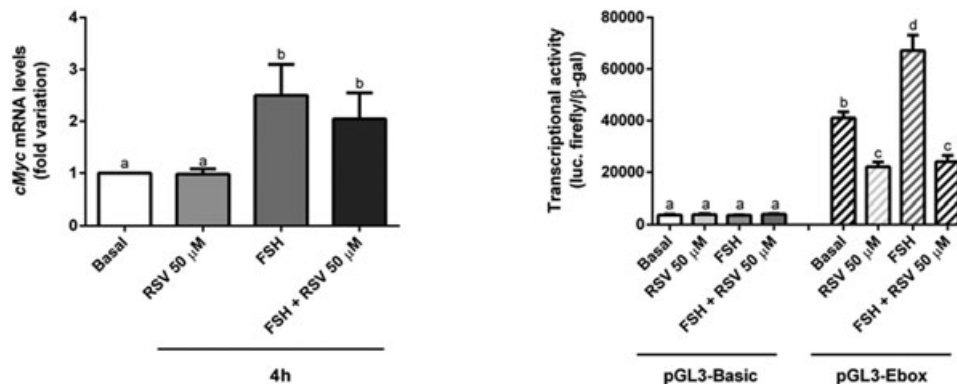 cMyc mRNA levels
(fold variation)
4
3
2
1
0
a
a
b
b
Basal
RSV 50 μM
FSH
FSH + RSV 50 μM
4h
Transcriptional activity
(luc. firefly/β-gal)
80000
60000
40000
20000
0
a
a
a
a
b
c
d
c
Basal
RSV 50 μM
FSH
FSH + RSV 50 μM
Basal
RSV 50 μM
FSH
FSH + RSV 50 μM
pGL3-Basic
pGL3-Ebox